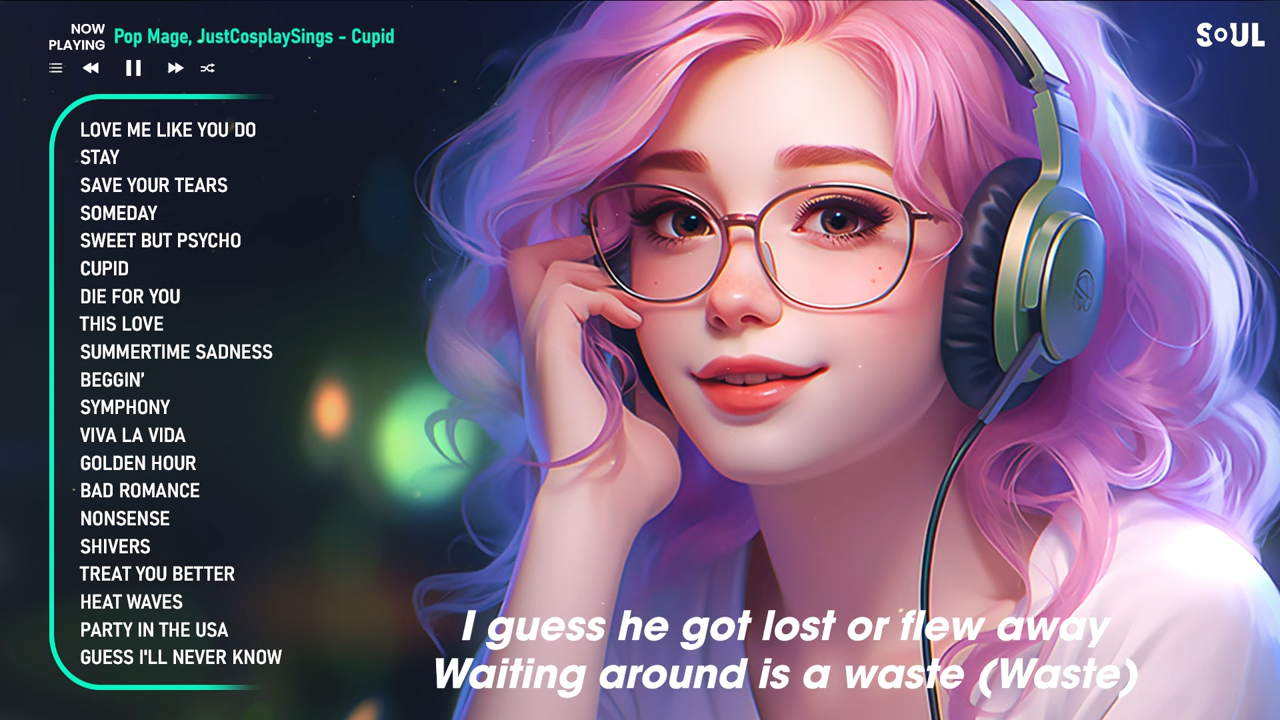 NOW
PLAYING
Pop Mage, JustCosplaySings - Cupid
SOUL
LOVE ME LIKE YOU DO
STAY
SAVE YOUR TEARS
SOMEDAY
SWEET BUT PSYCHO
CUPID
DIE FOR YOU
THIS LOVE
SUMMERTIME SADNESS
BEGGIN'
SYMPHONY
VIVA LA VIDA
GOLDEN HOUR
BAD ROMANCE
NONSENSE
SHIVERS
TREAT YOU BETTER
HEAT WAVES
PARTY IN THE USA
GUESS I'LL NEVER KNOW
I guess he got lost or flew away
Waiting around is a waste (Waste)